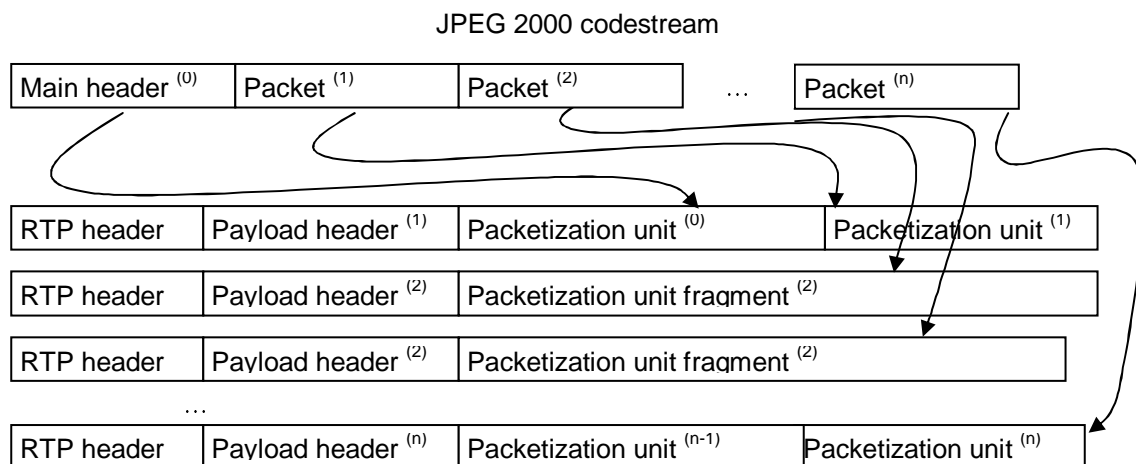 JPEG 2000 codestream
Main header (0) Packet (1) Packet (2) ... Packet (n)
RTP header Payload header (1) Packetization unit (0) Packetization unit (1)
RTP header Payload header (2) Packetization unit fragment (2)
RTP header Payload header (2) Packetization unit fragment (2)
...
RTP header Payload header (n) Packetization unit (n-1) Packetization unit (n)